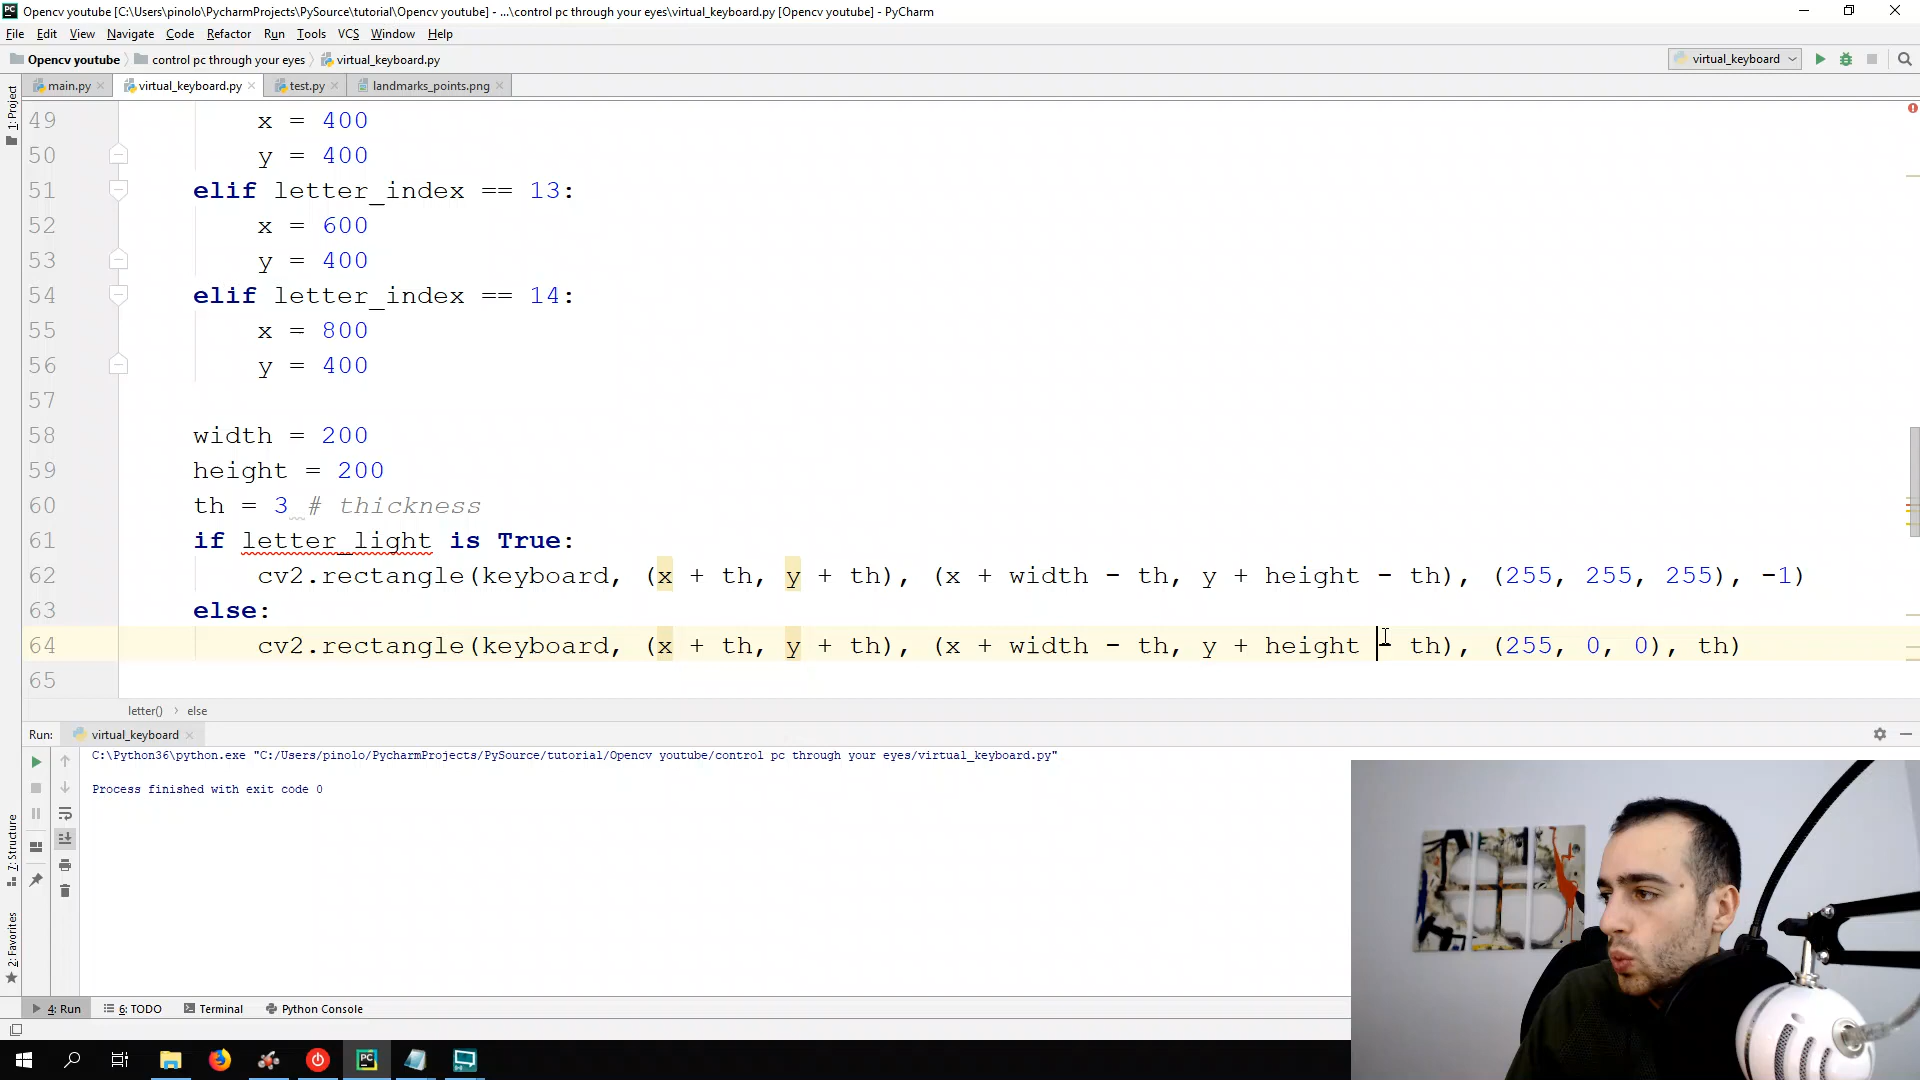 Opencv youtube [C:\Users\pinolo\PycharmProjects\PySource\tutorial\Opencv youtube] - ...\control pc through your eyes\virtual_keyboard.py [Opencv youtube] - PyCharm
File Edit View Navigate Code Refactor Run Tools VCS Window Help
Opencv youtube control pc through your eyes virtual_keyboard.py virtual_keyboard
main.py virtual_keyboard.py test.py landmarks_points.png
1: Project
49 x = 400
50 y = 400
51 elif letter_index == 13:
52 x = 600
53 y = 400
54 elif letter_index == 14:
55 x = 800
56 y = 400
57
58 width = 200
59 height = 200
60 th = 3 # thickness
61 if letter_light is True:
62 cv2.rectangle(keyboard, (x + th, y + th), (x + width - th, y + height - th), (255, 255, 255), -1)
63 else:
64 cv2.rectangle(keyboard, (x + th, y + th), (x + width - th, y + height - th), (255, 0, 0), th)
65
letter() else
Run: virtual_keyboard
C:\Python36\python.exe "C:/Users/pinolo/PycharmProjects/PySource/tutorial/Opencv youtube/control pc through your eyes/virtual_keyboard.py"
Process finished with exit code 0
7: Structure
2: Favorites
4: Run 6: TODO Terminal Python Console
PC